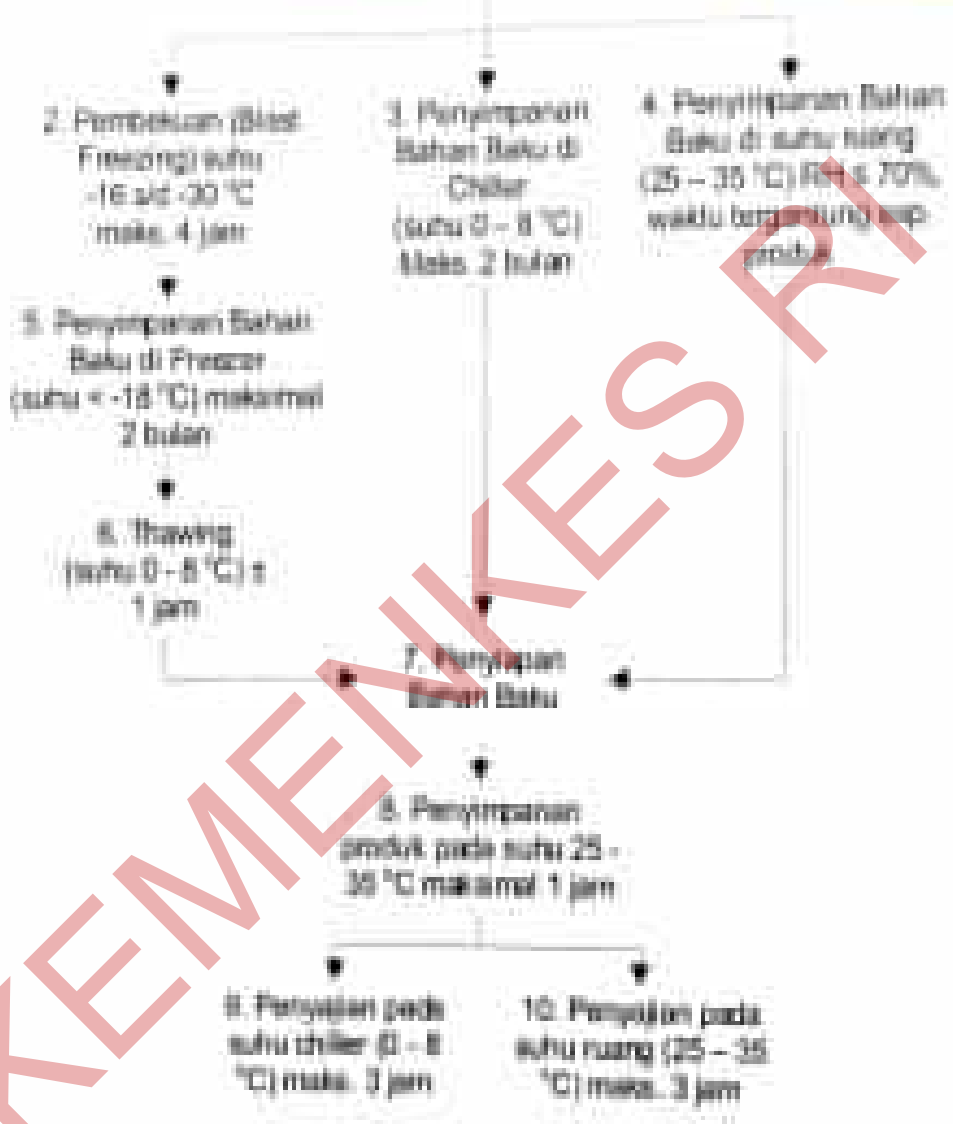 2. Pembekuan (Blast
Freezing) suhu
-16 s/d -30 °C
maks. 4 jam
3. Penyimpanan
Bahan Baku di
Chiller
(suhu 0 – 8 °C)
Maks. 2 bulan
4. Penyimpanan Bahan
Baku di suhu ruang
(25 – 35 °C) RH ≤ 70%,
waktu tergantung tiap
produk
5. Penyimpanan Bahan
Baku di Freezer
(suhu < -18 °C) maksimal
2 bulan
6. Thawing
(suhu 0 - 8 °C) ±
1 jam
7. Penyiapan
Bahan Baku
8. Penyimpanan
produk pada suhu 25 -
35 °C maksimal 1 jam
9. Penyajian pada
suhu chiller (0 - 8
°C) maks. 3 jam
10. Penyajian pada
suhu ruang (25 – 35
°C) maks. 3 jam
KEMENKES RI